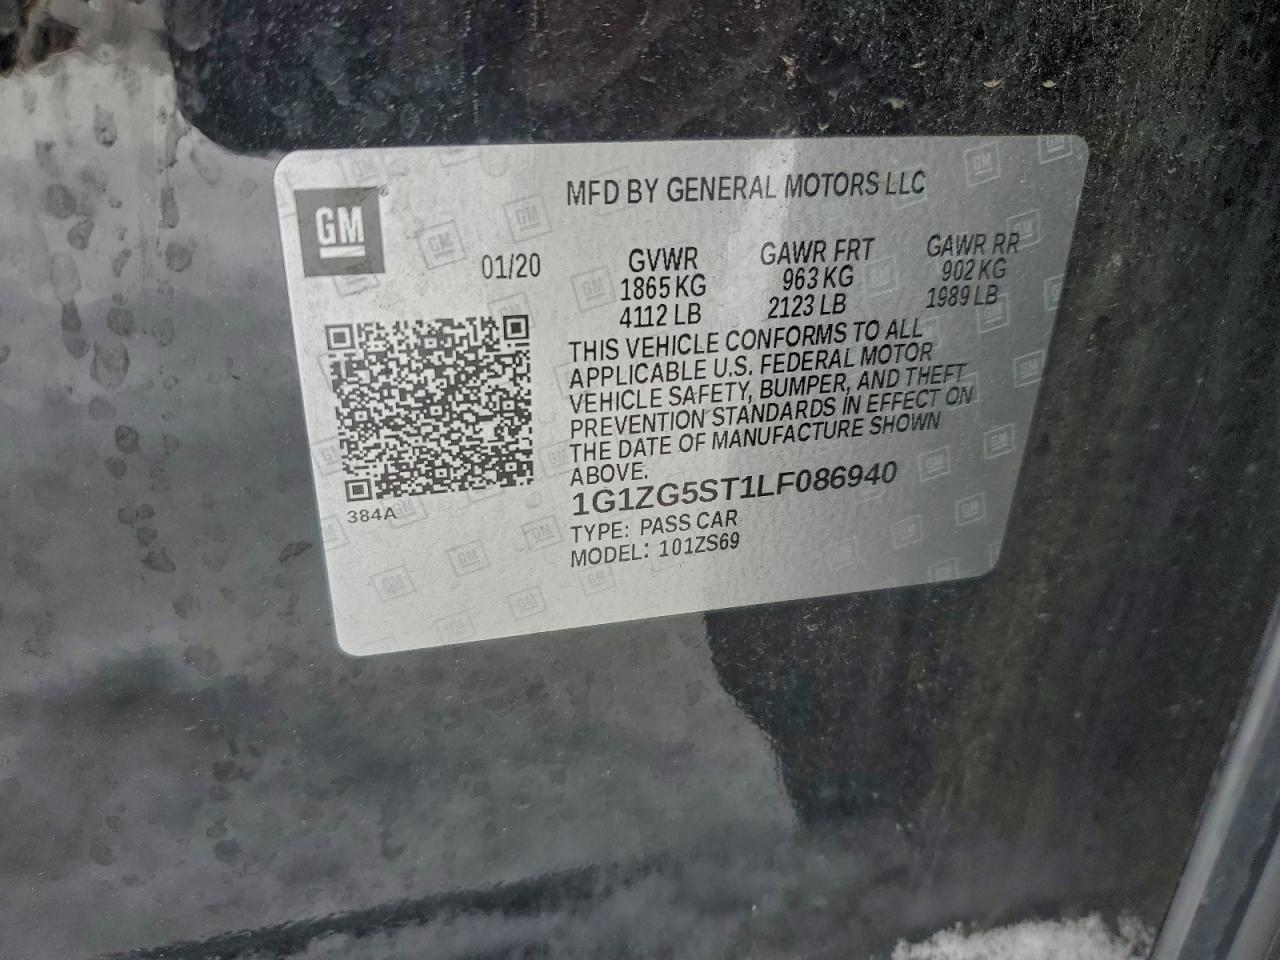 GM
MFD BY GENERAL MOTORS LLC
01/20
GVWR GAWR FRT GAWR RR
1865 KG 963 KG 902 KG
4112 LB 2123 LB 1989 LB
THIS VEHICLE CONFORMS TO ALL
APPLICABLE U.S. FEDERAL MOTOR
VEHICLE SAFETY, BUMPER, AND THEFT
PREVENTION STANDARDS IN EFFECT ON
THE DATE OF MANUFACTURE SHOWN
ABOVE.
1G1ZG5ST1LF086940
384A
TYPE: PASS CAR
MODEL: 101ZS69